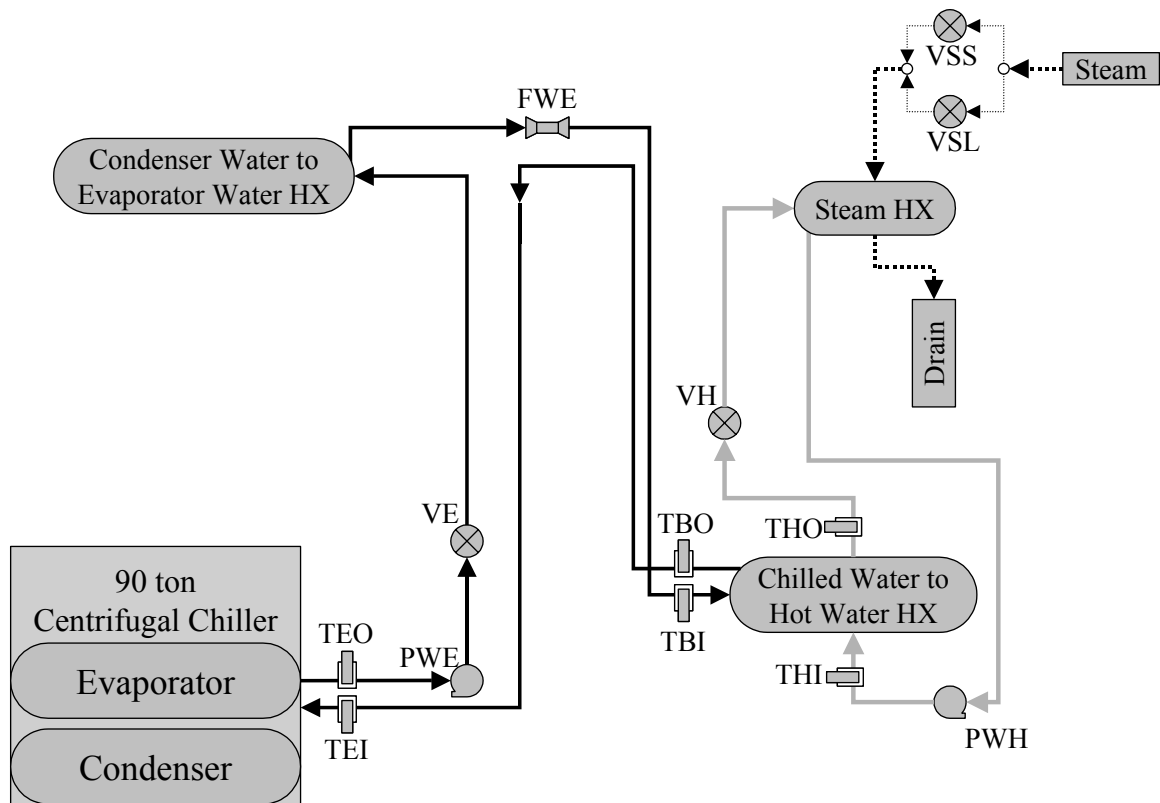 VSS
Steam
VSL
FWE
Condenser Water to
Evaporator Water HX
Steam HX
Drain
VH
VE
TBO
THO
90 ton
Centrifugal Chiller
Chilled Water to
Hot Water HX
TEO
PWE
TBI
THI
Evaporator
TEI
PWH
Condenser